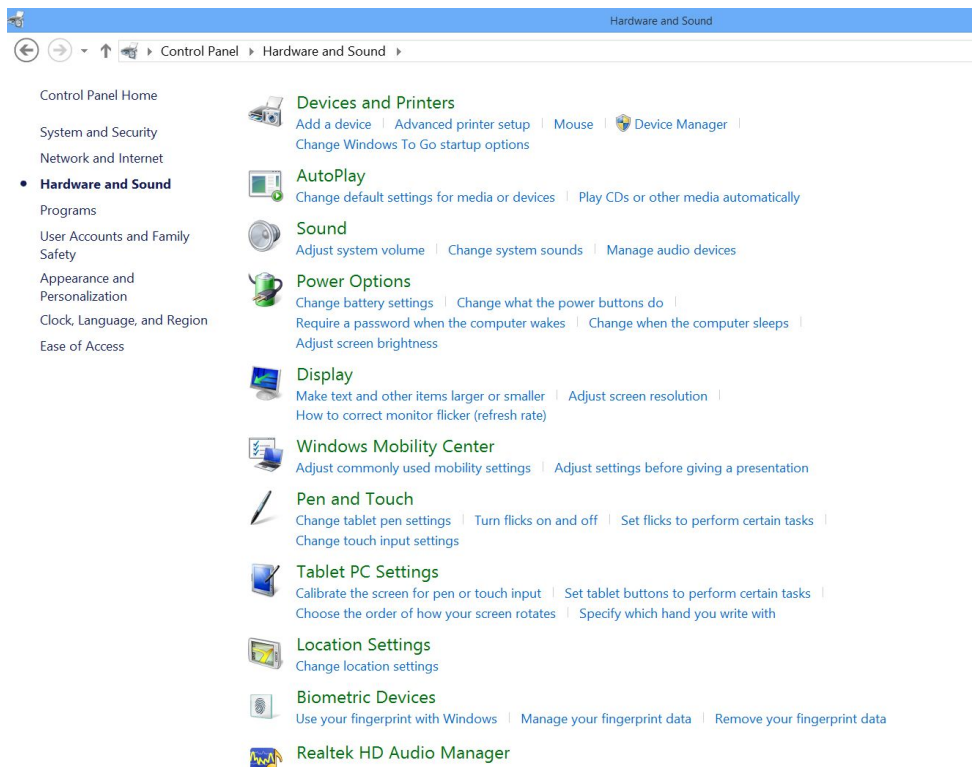 Hardware and Sound
Control Panel Hardware and Sound
Control Panel Home
System and Security
Network and Internet
Hardware and Sound
Programs
User Accounts and Family
Safety
Appearance and
Personalization
Clock, Language, and Region
Ease of Access
Devices and Printers
Add a device Advanced printer setup Mouse Device Manager
Change Windows To Go startup options
AutoPlay
Change default settings for media or devices Play CDs or other media automatically
Sound
Adjust system volume Change system sounds Manage audio devices
Power Options
Change battery settings Change what the power buttons do
Require a password when the computer wakes Change when the computer sleeps
Adjust screen brightness
Display
Make text and other items larger or smaller Adjust screen resolution
How to correct monitor flicker (refresh rate)
Windows Mobility Center
Adjust commonly used mobility settings Adjust settings before giving a presentation
Pen and Touch
Change tablet pen settings Turn flicks on and off Set flicks to perform certain tasks
Change touch input settings
Tablet PC Settings
Calibrate the screen for pen or touch input Set tablet buttons to perform certain tasks
Choose the order of how your screen rotates Specify which hand you write with
Location Settings
Change location settings
Biometric Devices
Use your fingerprint with Windows Manage your fingerprint data Remove your fingerprint data
Realtek HD Audio Manager